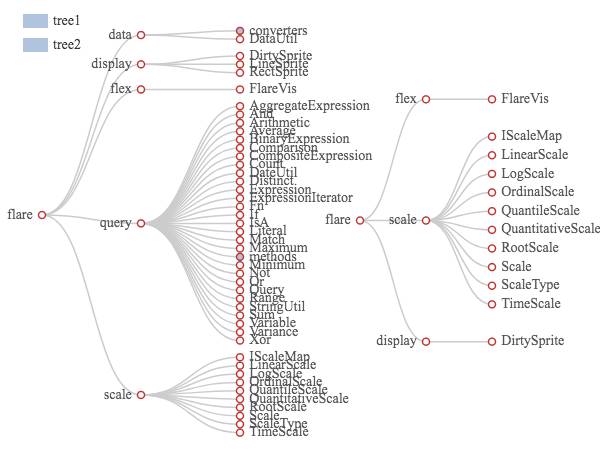 tree1
tree2
flare
data
converters
DataUtil
display
DirtySprite
LineSprite
RectSprite
flex
FlareVis
query
AggregateExpression
And
Arithmetic
Average
BinaryExpression
Comparison
CompositeExpression
Count
DateUtil
Distinct
Expression
ExpressionIterator
Fn
If
IsA
Literal
Match
Maximum
methods
Minimum
Not
Or
Query
Range
StringUtil
Sum
Variable
Variance
Xor
scale
IScaleMap
LinearScale
LogScale
OrdinalScale
QuantileScale
QuantitativeScale
RootScale
Scale
ScaleType
TimeScale
flare
flex
FlareVis
scale
IScaleMap
LinearScale
LogScale
OrdinalScale
QuantileScale
QuantitativeScale
RootScale
Scale
ScaleType
TimeScale
display
DirtySprite